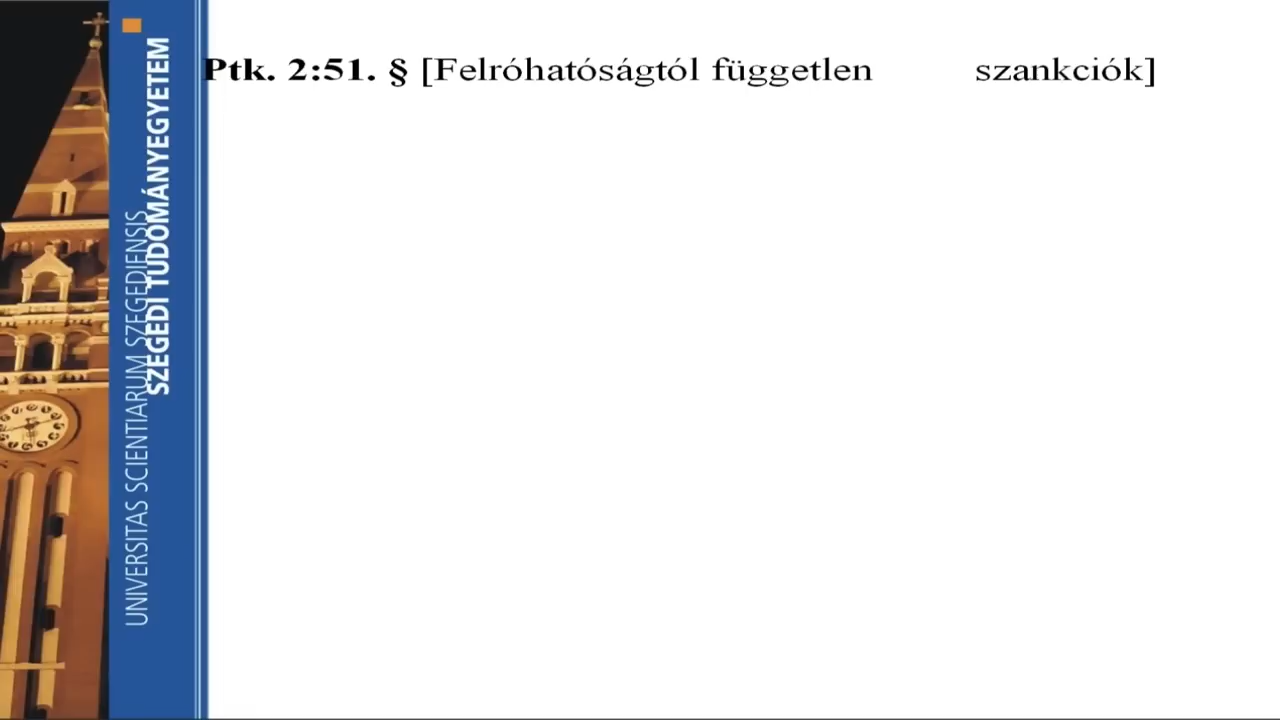 Ptk. 2:51. § [Felróhatóságtól független szankciók]
SZEGEDI TUDOMÁNYEGYETEM
UNIVERSITAS SCIENTIARUM SZEGEDIENSIS